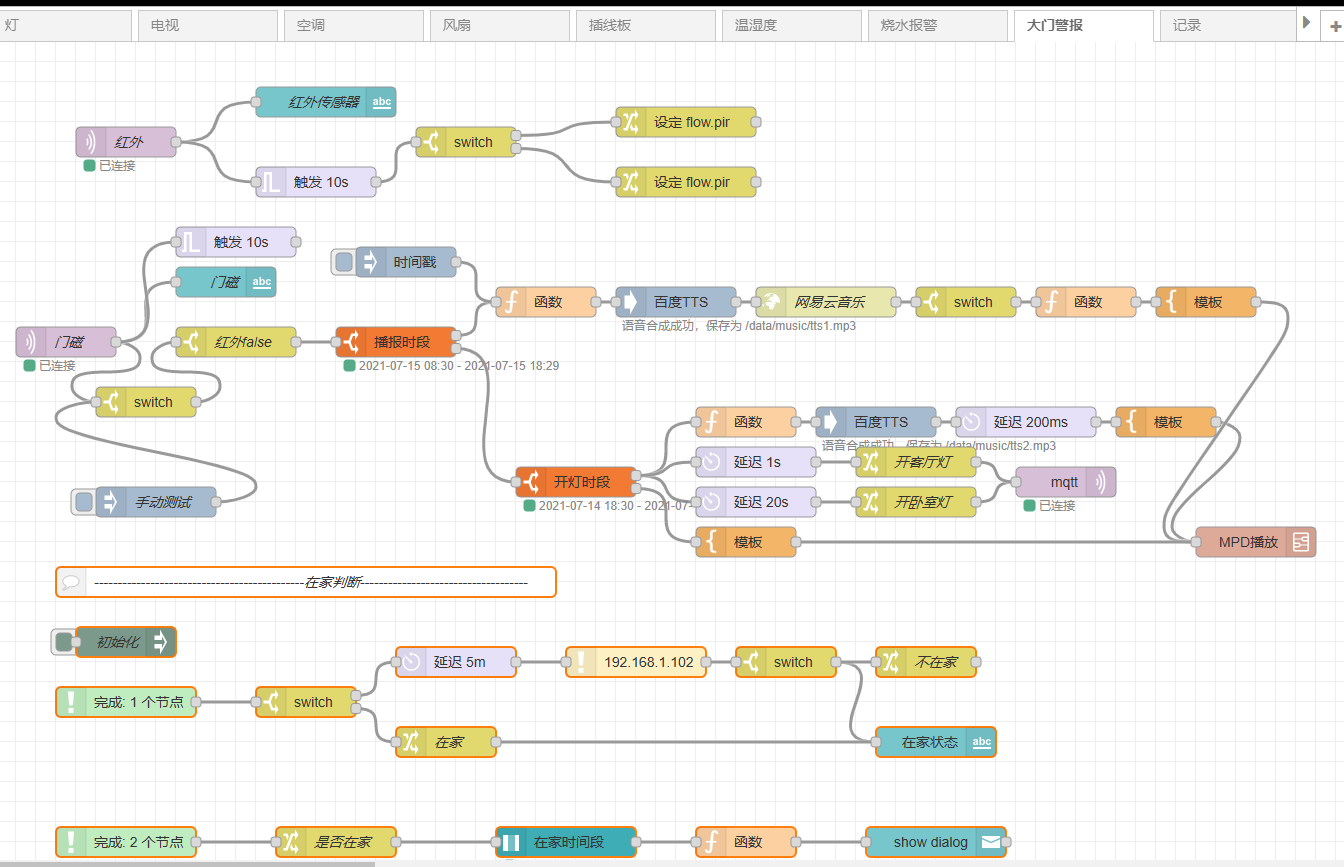 灯 电视 空调 风扇 插线板 温湿度 烧水报警 大门警报 记录
红外传感器 abc
设定 flow.pir
红外
switch
已连接
触发 10s
设定 flow.pir
触发 10s
时间戳
门磁 abc
函数
百度TTS
网易云音乐
switch
函数
模板
语音合成成功，保存为 /data/music/tts1.mp3
门磁
红外false
播报时段
已连接
2021-07-15 08:30 - 2021-07-15 18:29
switch
函数
百度TTS
延迟 200ms
模板
语音合成成功，保存为 /data/music/tts2.mp3
延迟 1s
开客厅灯
开灯时段
mqtt
手动测试
延迟 20s
开卧室灯
2021-07-14 18:30 - 2021-07-
已连接
模板
MPD播放
------------------------------------------在家判断----------------------------------
初始化
延迟 5m
192.168.1.102
switch
不在家
完成: 1 个节点
switch
在家
在家状态 abc
完成: 2 个节点
是否在家
在家时间段
函数
show dialog